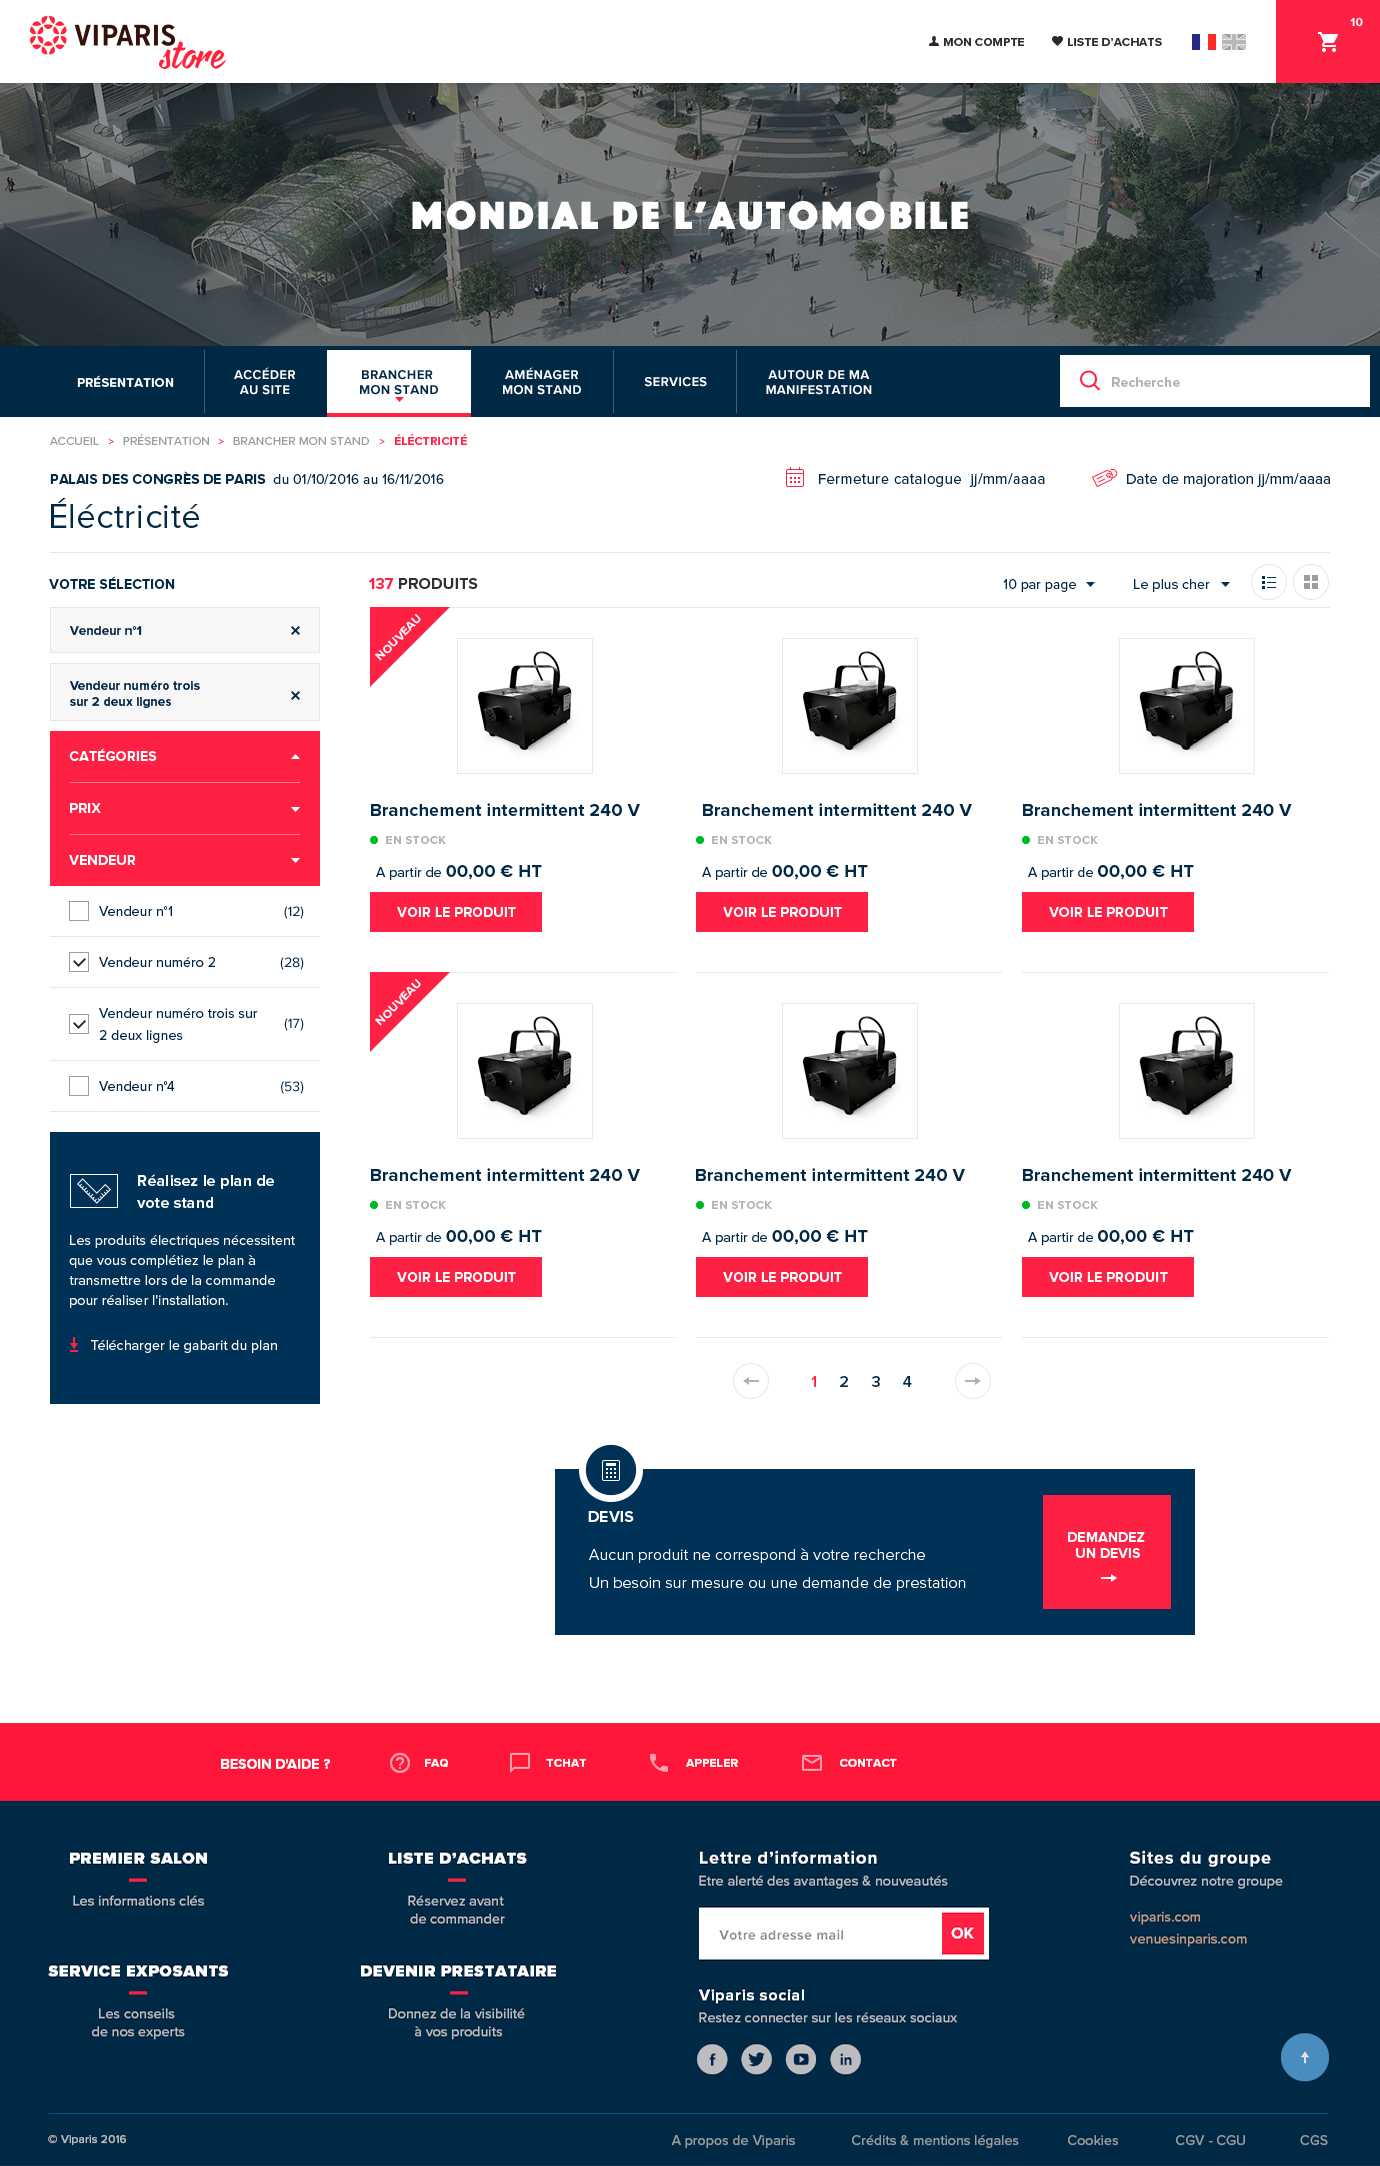 VIPARIS
store
MON COMPTE
LISTE D'ACHATS
10
MONDIAL DE L'AUTOMOBILE
PRÉSENTATION
ACCÉDER
AU SITE
BRANCHER
MON STAND
AMÉNAGER
MON STAND
SERVICES
AUTOUR DE MA
MANIFESTATION
Recherche
ACCUEIL > PRÉSENTATION > BRANCHER MON STAND > ÉLÉCTRICITÉ
PALAIS DES CONGRÈS DE PARIS du 01/10/2016 au 16/11/2016
Fermeture catalogue jj/mm/aaaa
Date de majoration jj/mm/aaaa
Éléctricité
VOTRE SÉLECTION
Vendeur n°1
Vendeur numéro trois
sur 2 deux lignes
CATÉGORIES
PRIX
VENDEUR
Vendeur n°1 (12)
Vendeur numéro 2 (28)
Vendeur numéro trois sur
2 deux lignes (17)
Vendeur n°4 (53)
Réalisez le plan de
vote stand
Les produits électriques nécessitent
que vous complétiez le plan à
transmettre lors de la commande
pour réaliser l'installation.
Télécharger le gabarit du plan
137 PRODUITS
10 par page
Le plus cher
NOUVEAU
Branchement intermittent 240 V
EN STOCK
A partir de 00,00 € HT
VOIR LE PRODUIT
Branchement intermittent 240 V
EN STOCK
A partir de 00,00 € HT
VOIR LE PRODUIT
Branchement intermittent 240 V
EN STOCK
A partir de 00,00 € HT
VOIR LE PRODUIT
NOUVEAU
Branchement intermittent 240 V
EN STOCK
A partir de 00,00 € HT
VOIR LE PRODUIT
Branchement intermittent 240 V
EN STOCK
A partir de 00,00 € HT
VOIR LE PRODUIT
Branchement intermittent 240 V
EN STOCK
A partir de 00,00 € HT
VOIR LE PRODUIT
1 2 3 4
DEVIS
Aucun produit ne correspond à votre recherche
Un besoin sur mesure ou une demande de prestation
DEMANDEZ
UN DEVIS
BESOIN D'AIDE ?
FAQ
TCHAT
APPELER
CONTACT
PREMIER SALON
Les informations clés
LISTE D'ACHATS
Réservez avant
de commander
SERVICE EXPOSANTS
Les conseils
de nos experts
DEVENIR PRESTATAIRE
Donnez de la visibilité
à vos produits
Lettre d'information
Etre alerté des avantages & nouveautés
Votre adresse mail
OK
Viparis social
Restez connecter sur les réseaux sociaux
Sites du groupe
Découvrez notre groupe
viparis.com
venuesinparis.com
© Viparis 2016
A propos de Viparis
Crédits & mentions légales
Cookies
CGV - CGU
CGS